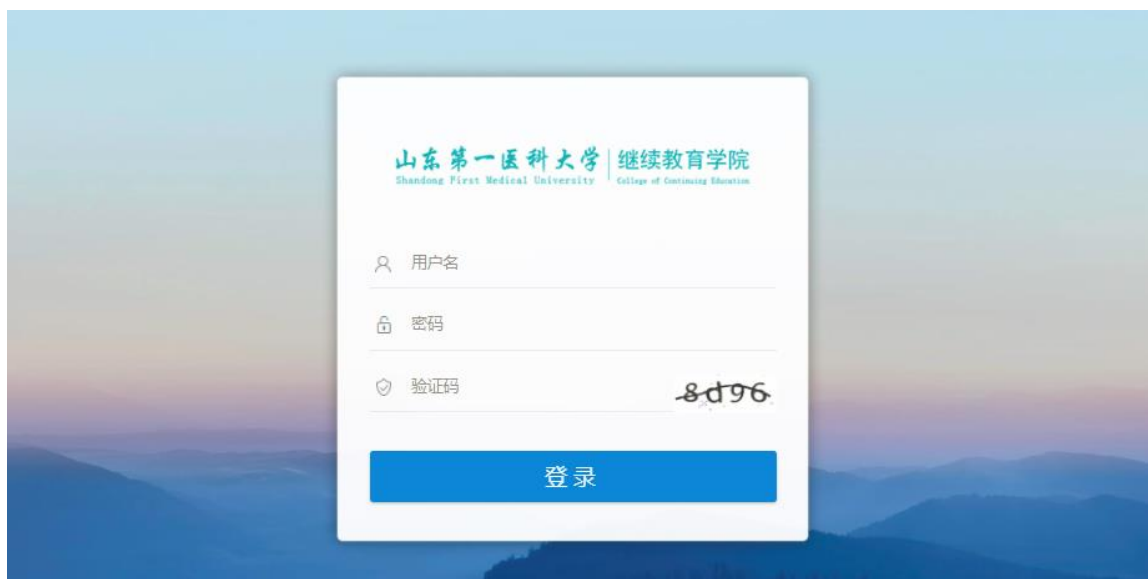 山东第一医科大学 继续教育学院
Shandong First Medical University College of Continuing Education
用户名
密码
验证码 8d96
登录